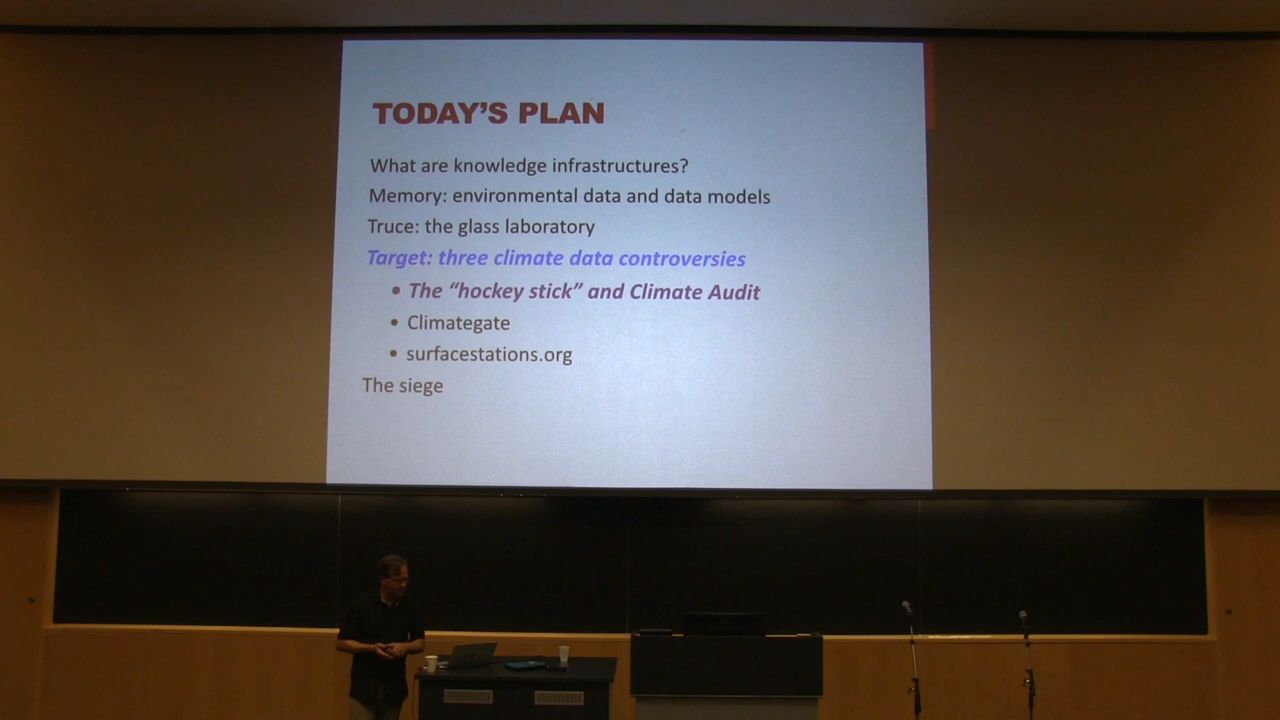 TODAY’S PLAN
What are knowledge infrastructures?
Memory: environmental data and data models
Truce: the glass laboratory
Target: three climate data controversies
• The “hockey stick” and Climate Audit
• Climategate
• surfacestations.org
The siege